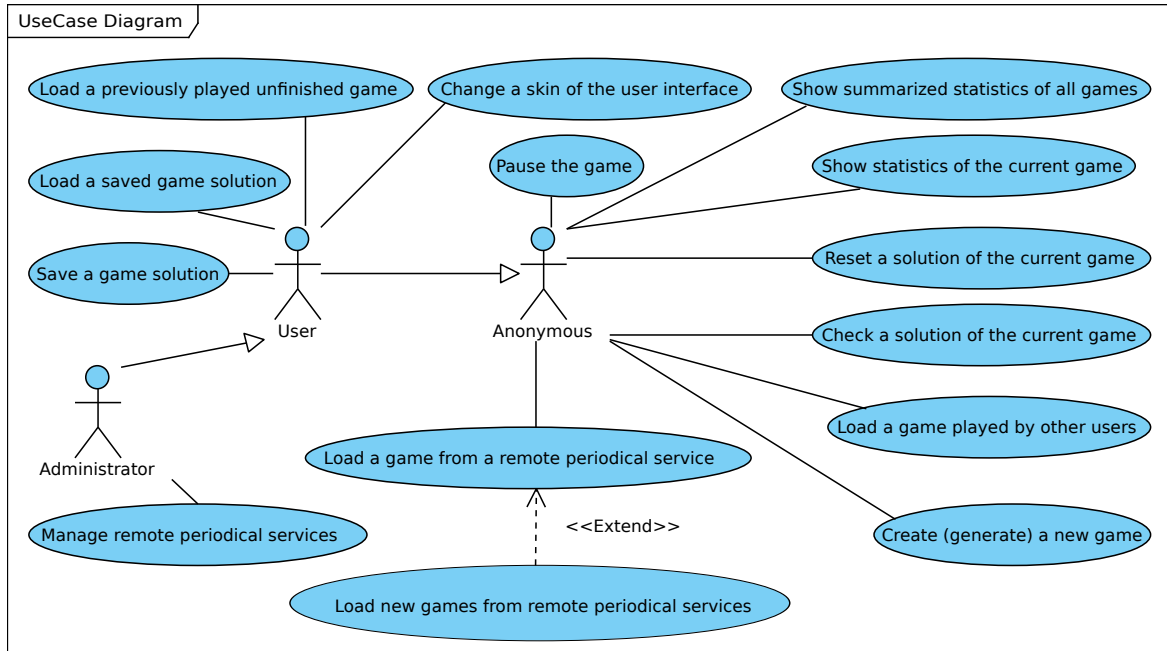 UseCase Diagram
Load a previously played unfinished game
Change a skin of the user interface
Show summarized statistics of all games
Pause the game
Show statistics of the current game
Load a saved game solution
Reset a solution of the current game
Save a game solution
User
Anonymous
Check a solution of the current game
Load a game played by other users
Load a game from a remote periodical service
Administrator
Manage remote periodical services
<<Extend>>
Create (generate) a new game
Load new games from remote periodical services